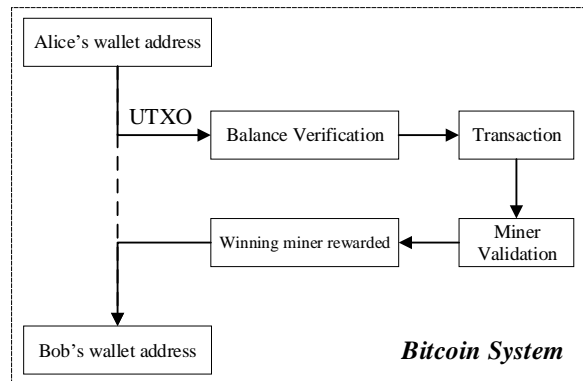 Alice's wallet address
UTXO
Balance Verification
Transaction
Winning miner rewarded
Miner
Validation
Bob's wallet address
Bitcoin System